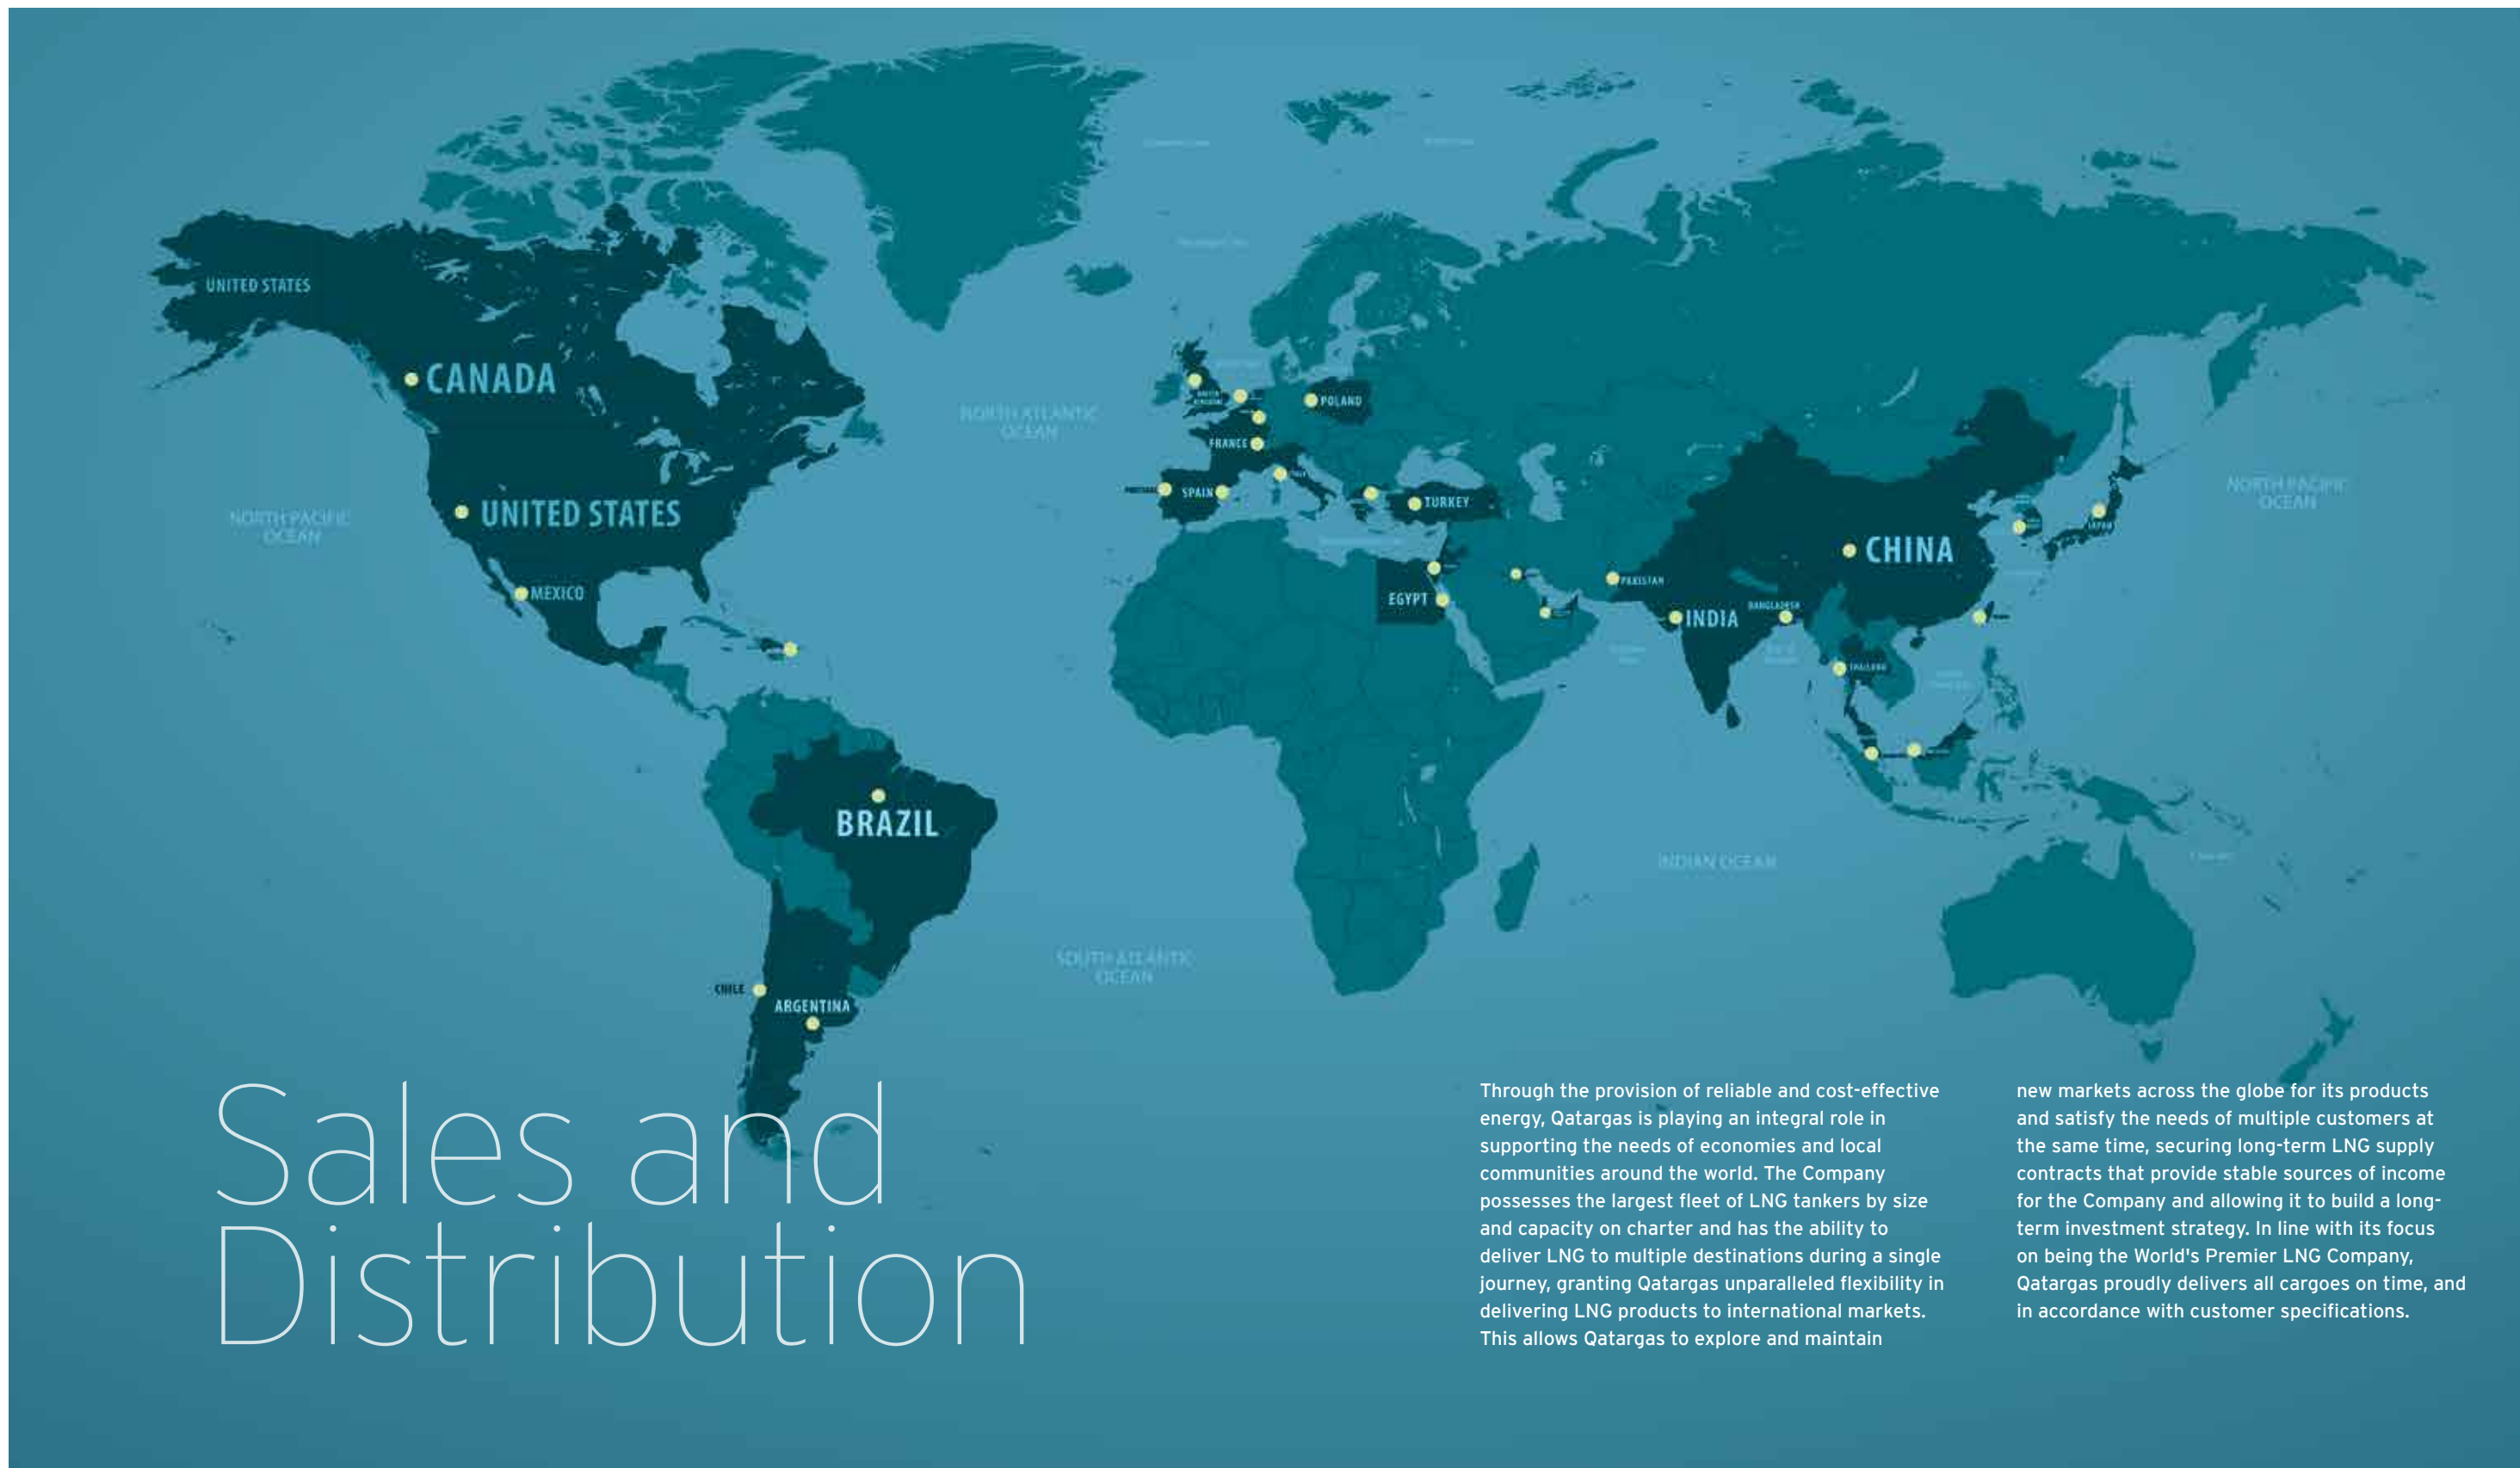 UNITED STATES
CANADA
NORTH ATLANTIC
OCEAN
UNITED
KINGDOM
POLAND
FRANCE
PORTUGAL
SPAIN
ITALY
TURKEY
NORTH PACIFIC
OCEAN
UNITED STATES
MEXICO
NORTH PACIFIC
OCEAN
JAPAN
CHINA
EGYPT
PAKISTAN
INDIA
BANGLADESH
THAILAND
BRAZIL
INDIAN OCEAN
SOUTH ATLANTIC
OCEAN
CHILE
ARGENTINA
Sales and
Distribution
Through the provision of reliable and cost-effective
energy, Qatargas is playing an integral role in
supporting the needs of economies and local
communities around the world. The Company
possesses the largest fleet of LNG tankers by size
and capacity on charter and has the ability to
deliver LNG to multiple destinations during a single
journey, granting Qatargas unparalleled flexibility in
delivering LNG products to international markets.
This allows Qatargas to explore and maintain
new markets across the globe for its products
and satisfy the needs of multiple customers at
the same time, securing long-term LNG supply
contracts that provide stable sources of income
for the Company and allowing it to build a long-
term investment strategy. In line with its focus
on being the World's Premier LNG Company,
Qatargas proudly delivers all cargoes on time, and
in accordance with customer specifications.